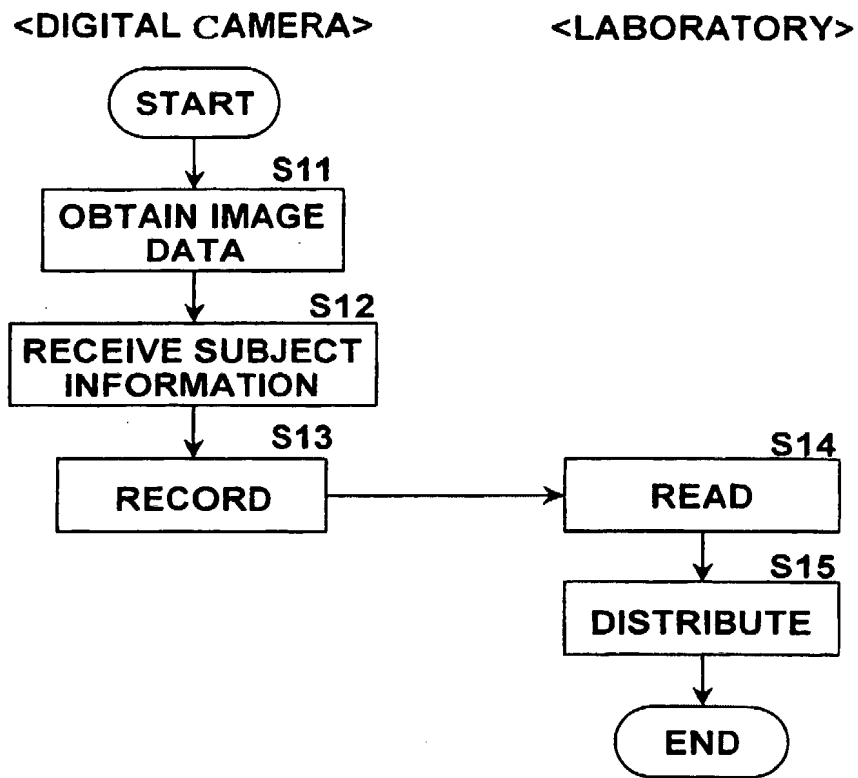 <DIGITAL CAMERA>
<LABORATORY>
START
S11
OBTAIN IMAGE
DATA
S12
RECEIVE SUBJECT
INFORMATION
S13
RECORD
S14
READ
S15
DISTRIBUTE
END